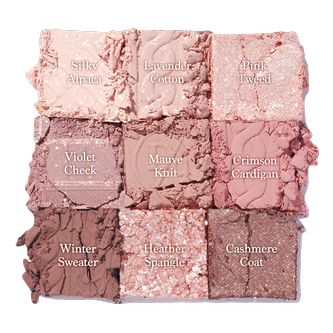 Silky
Alpaca
Lavender
Cotton
Pink
Tweed
Violet
Check
Mauve
Knit
Crimson
Cardigan
Winter
Sweater
Heather
Spangle
Cashmere
Coat